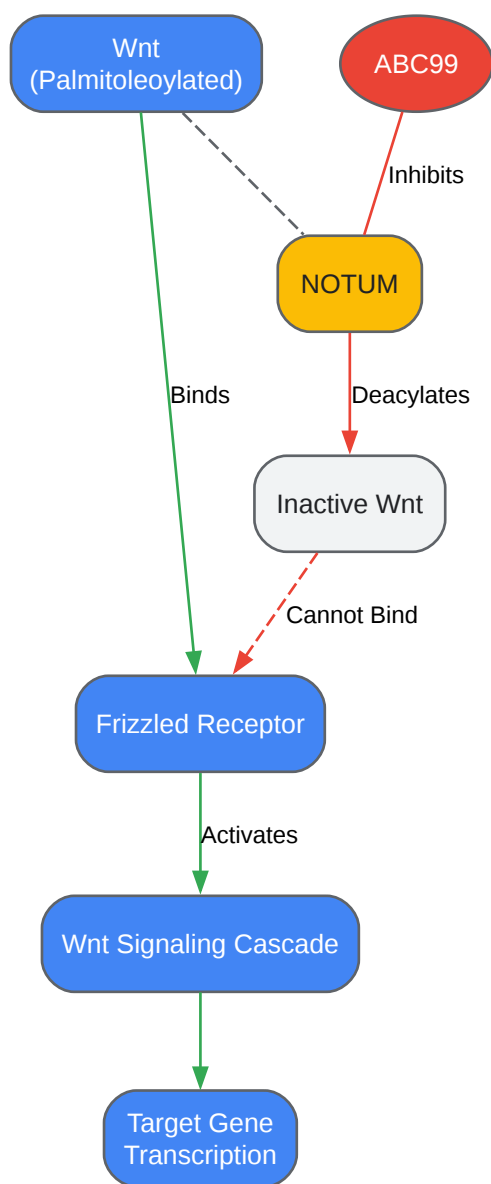 Wnt
(Palmitoleoylated)
ABC99
Inhibits
NOTUM
Binds
Deacylates
Inactive Wnt
Cannot Bind
Frizzled Receptor
Activates
Wnt Signaling Cascade
Target Gene
Transcription